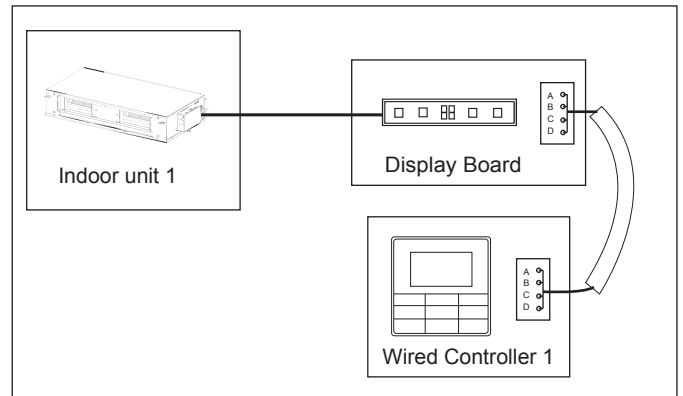 A
B
C
D
Indoor unit 1
Display Board
A
B
C
D
Wired Controller 1